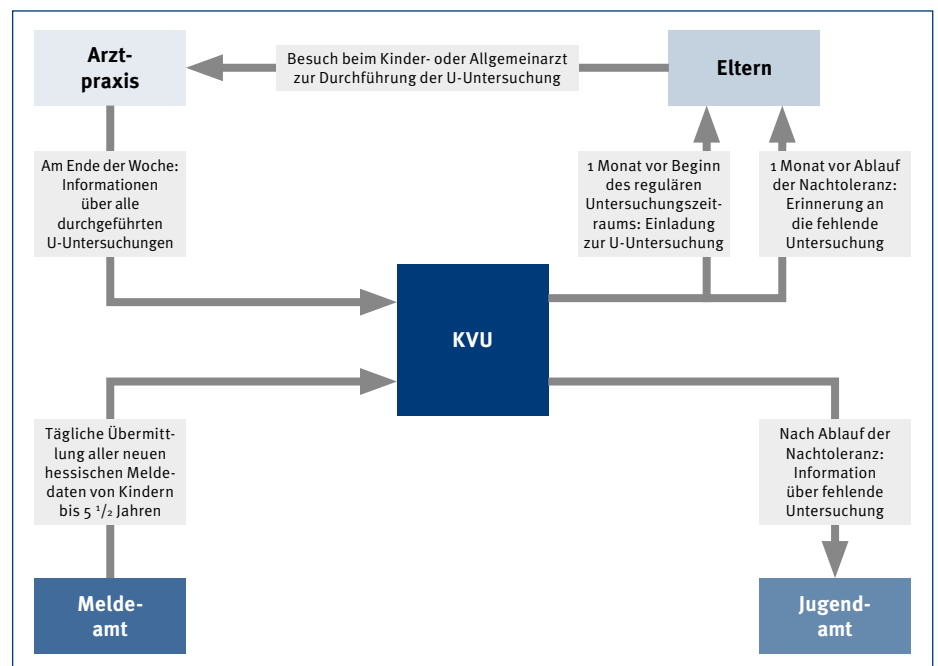 Arzt-
praxis
Besuch beim Kinder- oder Allgemeinarzt
zur Durchführung der U-Untersuchung
Eltern
Am Ende der Woche:
Informationen
über alle
durchgeführten
U-Untersuchungen
1 Monat vor Beginn
des regulären
Untersuchungszeit-
raums: Einladung
zur U-Untersuchung
1 Monat vor Ablauf
der Nachtoleranz:
Erinnerung an
die fehlende
Untersuchung
KVU
Tägliche Übermitt-
lung aller neuen
hessischen Melde-
daten von Kindern
bis 5 1/2 Jahren
Nach Ablauf der
Nachtoleranz:
Information
über fehlende
Untersuchung
Melde-
amt
Jugend-
amt